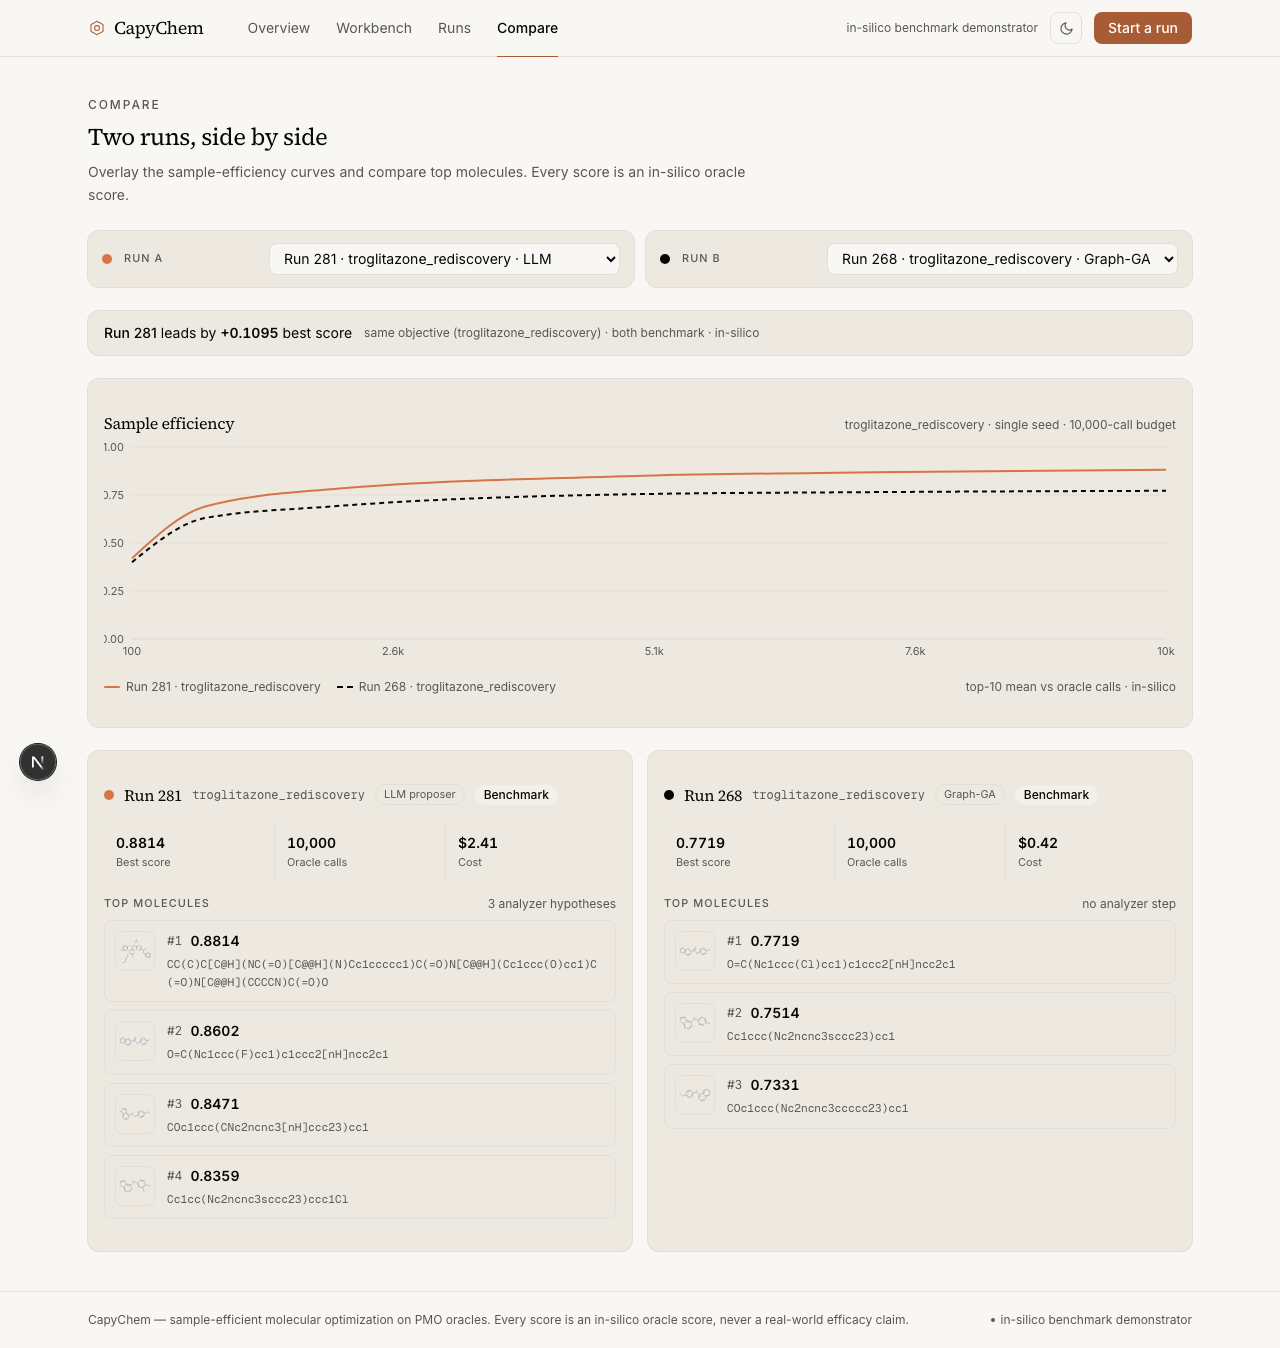 CapyChem
Overview Workbench Runs Compare
in-silico benchmark demonstrator
Start a run
COMPARE
Two runs, side by side
Overlay the sample-efficiency curves and compare top molecules. Every score is an in-silico oracle
score.
RUN A
Run 281 · troglitazone_rediscovery · LLM
RUN B
Run 268 · troglitazone_rediscovery · Graph-GA
Run 281 leads by +0.1095 best score same objective (troglitazone_rediscovery) · both benchmark · in-silico
Sample efficiency
troglitazone_rediscovery · single seed · 10,000-call budget
1.00
0.75
0.50
0.25
0.00
100 2.6k 5.1k 7.6k 10k
Run 281 · troglitazone_rediscovery
Run 268 · troglitazone_rediscovery
top-10 mean vs oracle calls · in-silico
N
Run 281 troglitazone_rediscovery LLM proposer Benchmark
0.8814 10,000 $2.41
Best score Oracle calls Cost
TOP MOLECULES 3 analyzer hypotheses
#1 0.8814
CC(C)C[C@H](NC(=O)[C@@H](N)Cc1ccccc1)C(=O)N[C@@H](Cc1ccc(O)cc1)C
(=O)N[C@@H](CCCCN)C(=O)O
#2 0.8602
O=C(Nc1ccc(F)cc1)c1ccc2[nH]ncc2c1
#3 0.8471
COc1ccc(CNc2ncnc3[nH]ccc23)cc1
#4 0.8359
Cc1cc(Nc2ncnc3sccc23)ccc1Cl
Run 268 troglitazone_rediscovery Graph-GA Benchmark
0.7719 10,000 $0.42
Best score Oracle calls Cost
TOP MOLECULES no analyzer step
#1 0.7719
O=C(Nc1ccc(Cl)cc1)c1ccc2[nH]ncc2c1
#2 0.7514
Cc1ccc(Nc2ncnc3sccc23)cc1
#3 0.7331
COc1ccc(Nc2ncnc3ccccc23)cc1
CapyChem — sample-efficient molecular optimization on PMO oracles. Every score is an in-silico oracle score, never a real-world efficacy claim.
• in-silico benchmark demonstrator